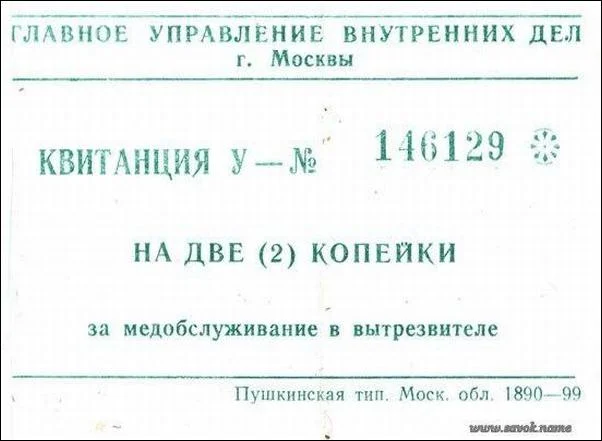 ГЛАВНОЕ УПРАВЛЕНИЕ ВНУТРЕННИХ ДЕЛ
г. Москвы
КВИТАНЦИЯ У — № 146129
НА ДВЕ (2) КОПЕЙКИ
за медобслуживание в вытрезвителе
Пушкинская тип. Моск. обл. 1890—99
www.savok.name